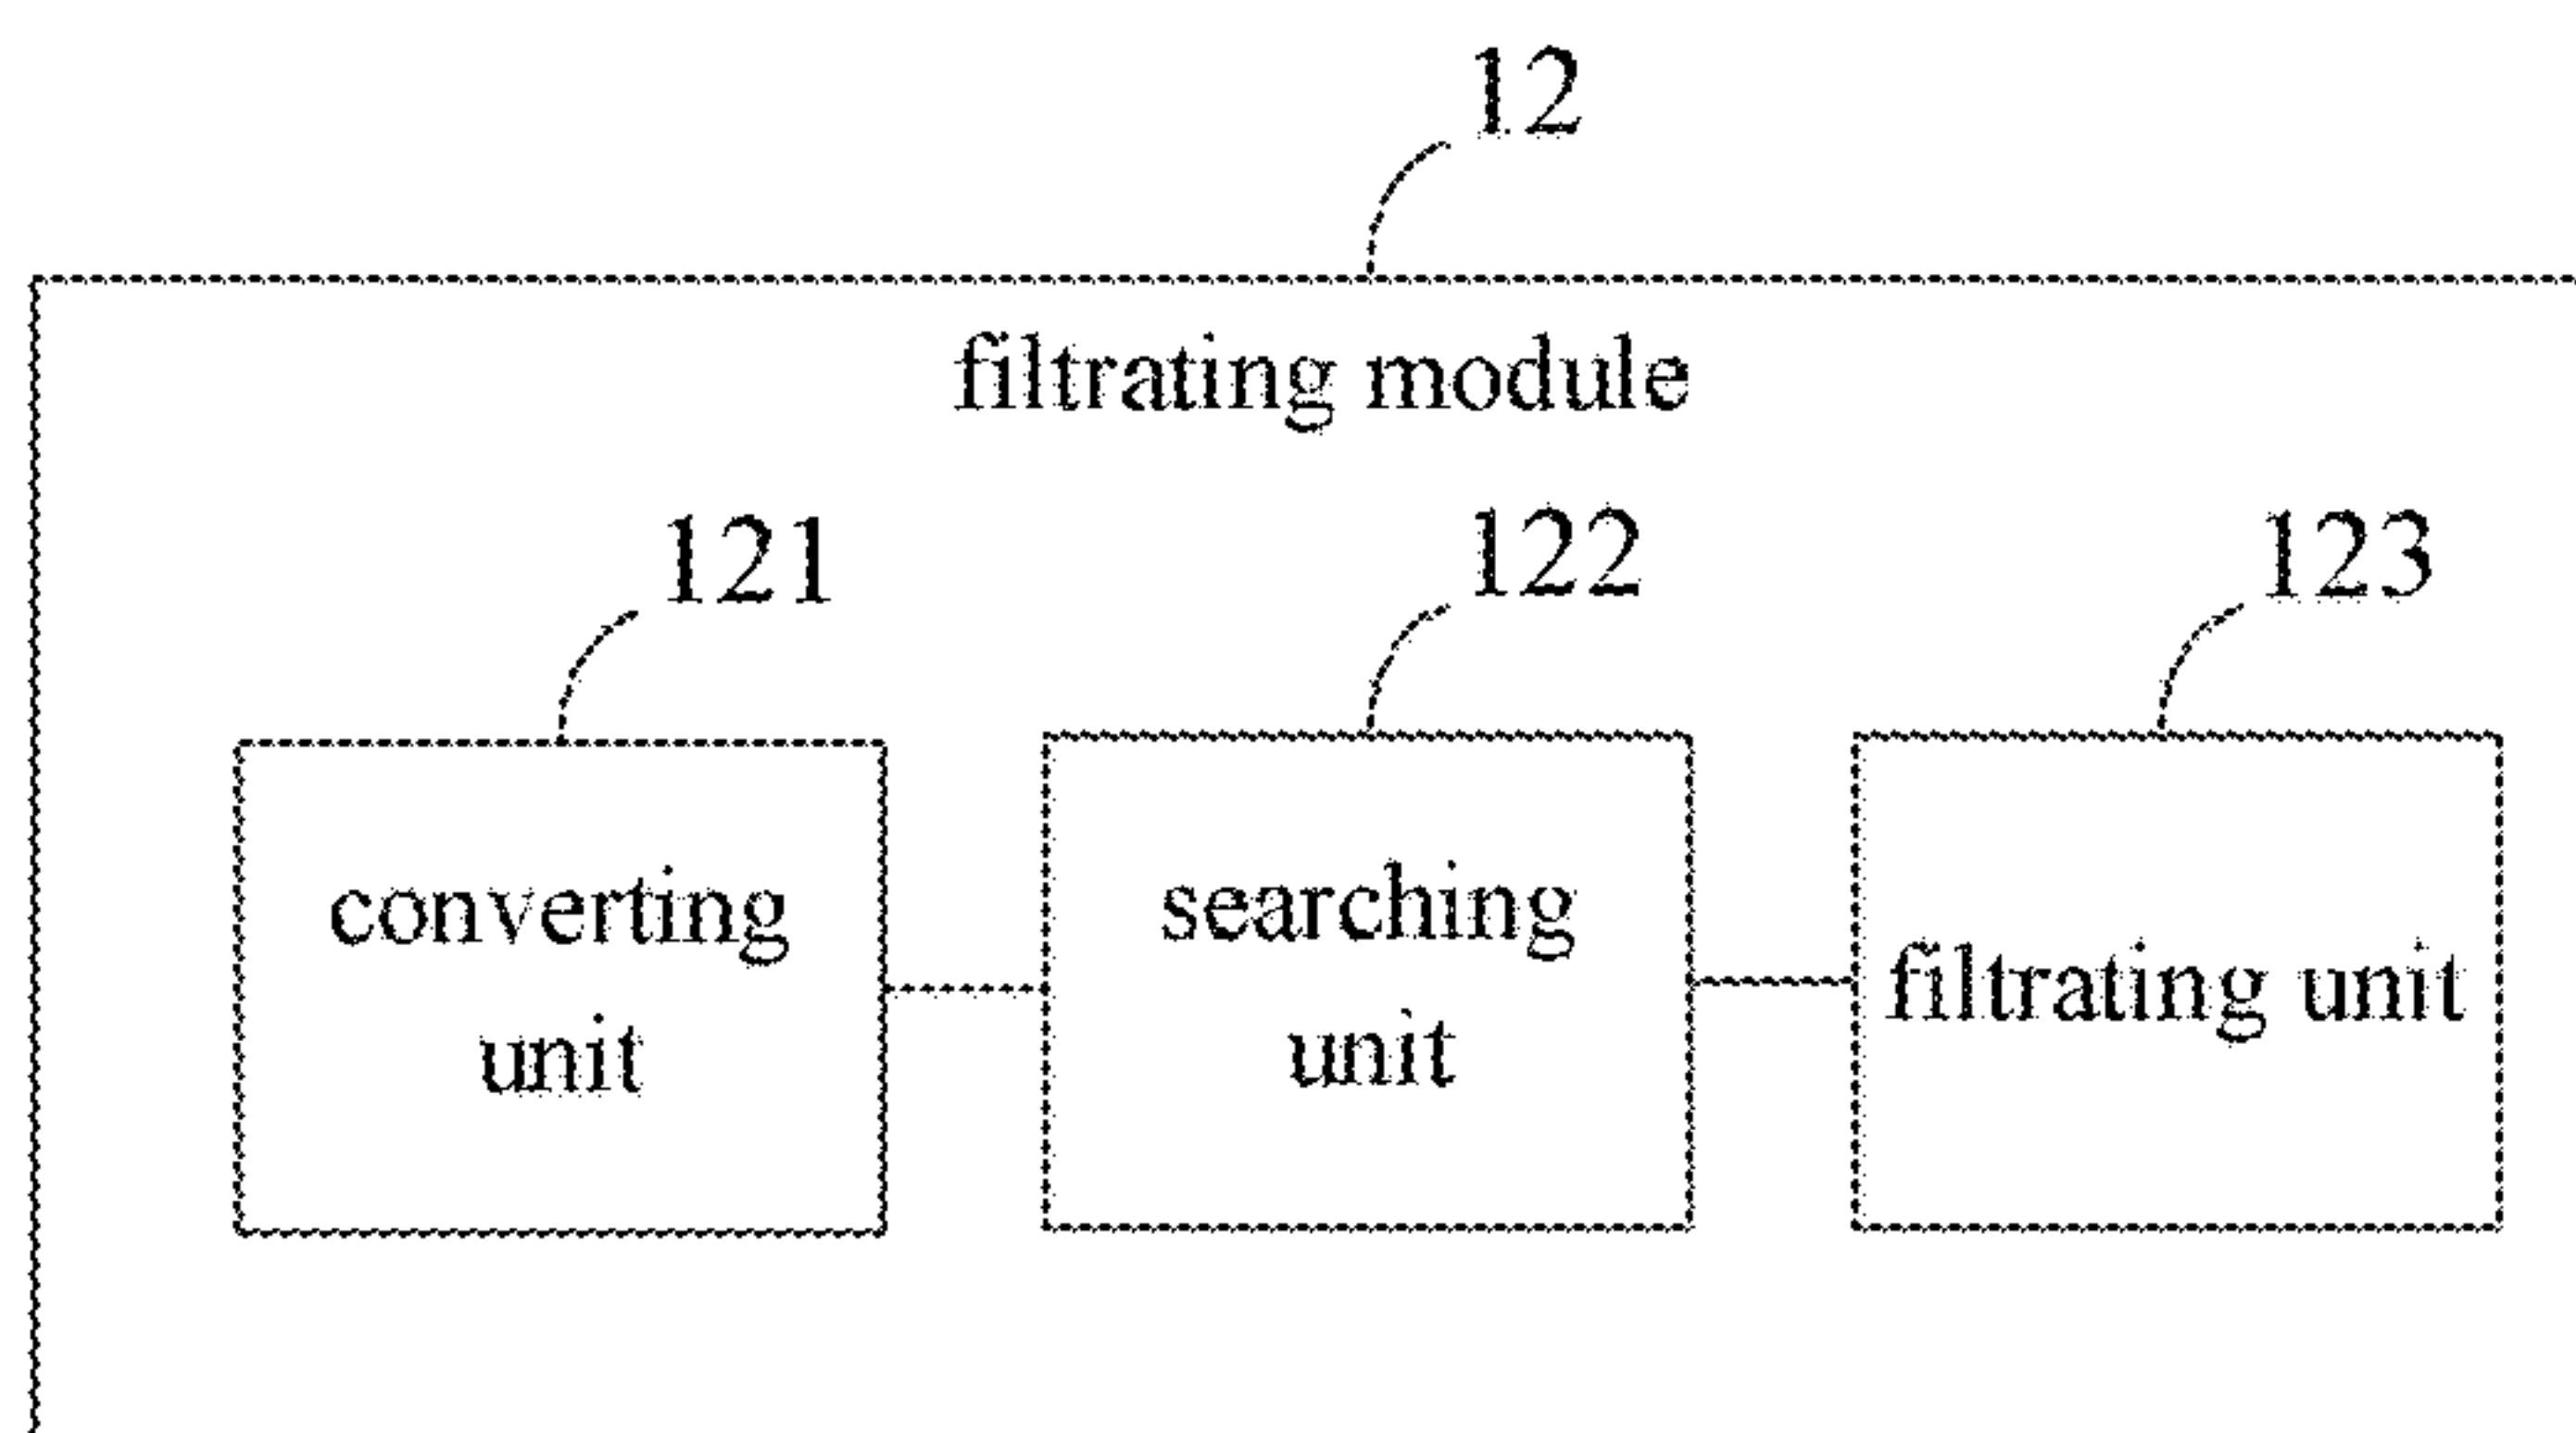 12
filtrating module
121
122
123
converting
unit
searching
unit
filtrating unit